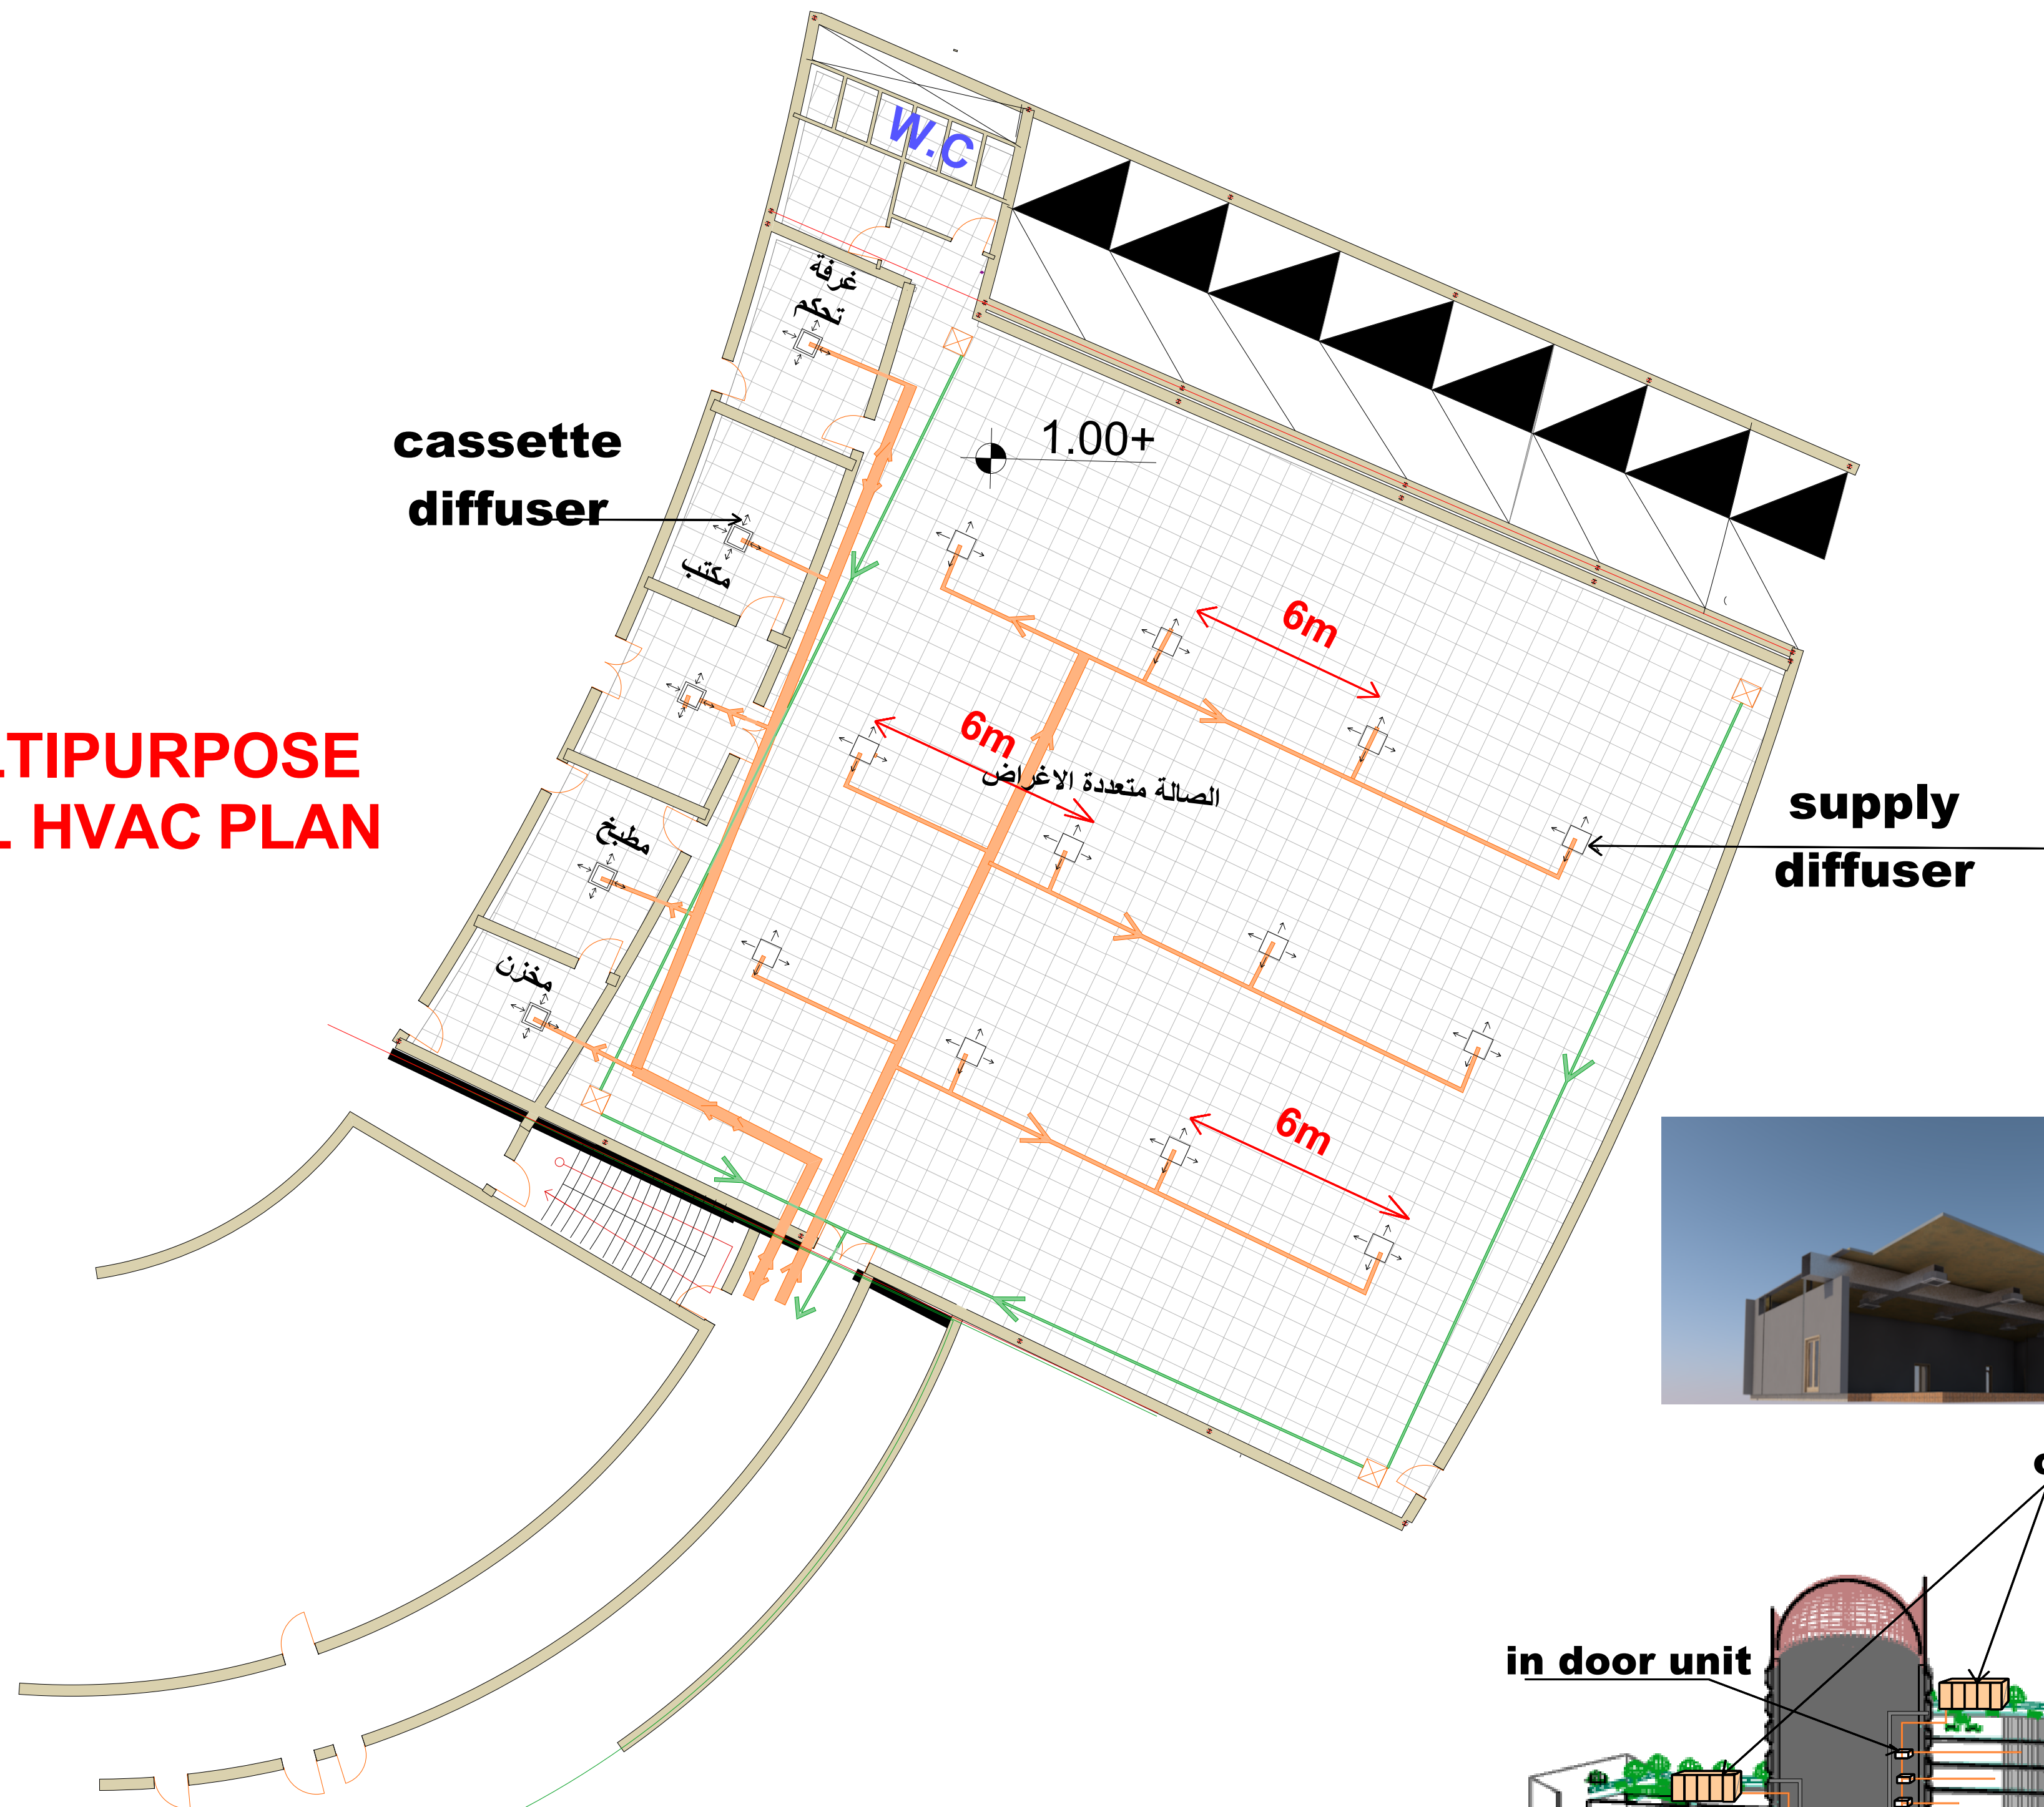 W.C
غرفة
تحكم
1.00+
cassette
diffuser
مكتب
6m
6m
الصالة متعددة الاغراض
LTIPURPOSE
L HVAC PLAN
supply
diffuser
مطبخ
مخزن
6m
in door unit